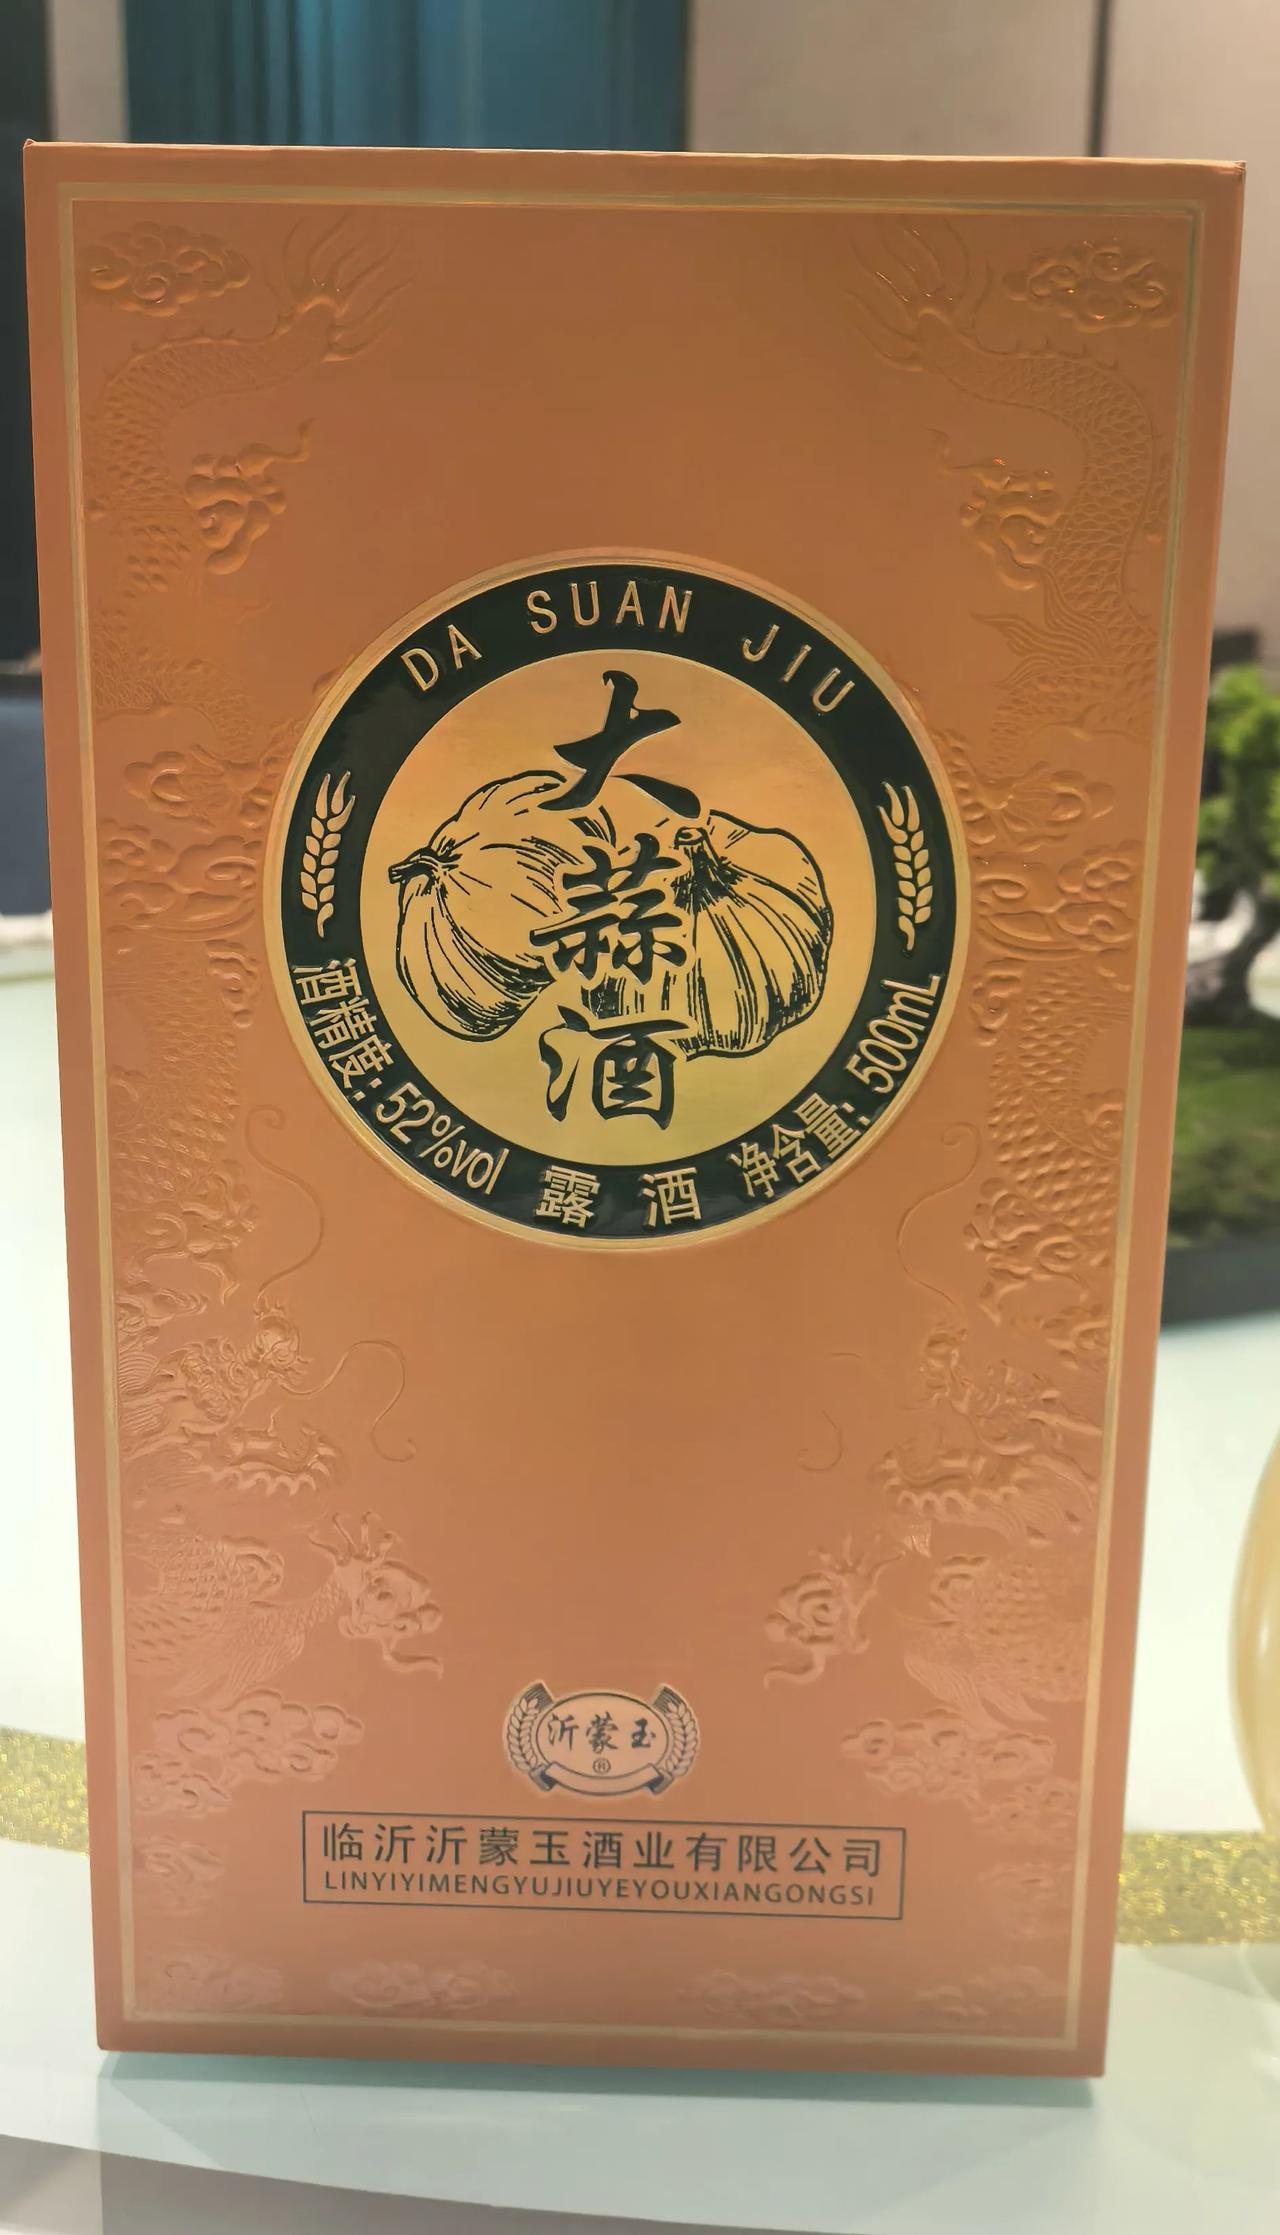 DA SUAN JIU
大蒜酒
酒精度：52%vol 露酒 净含量：500mL
沂蒙玉
®
临沂沂蒙玉酒业有限公司
LINYIYIMENGYUJIUYEYOUXIANGONGSI